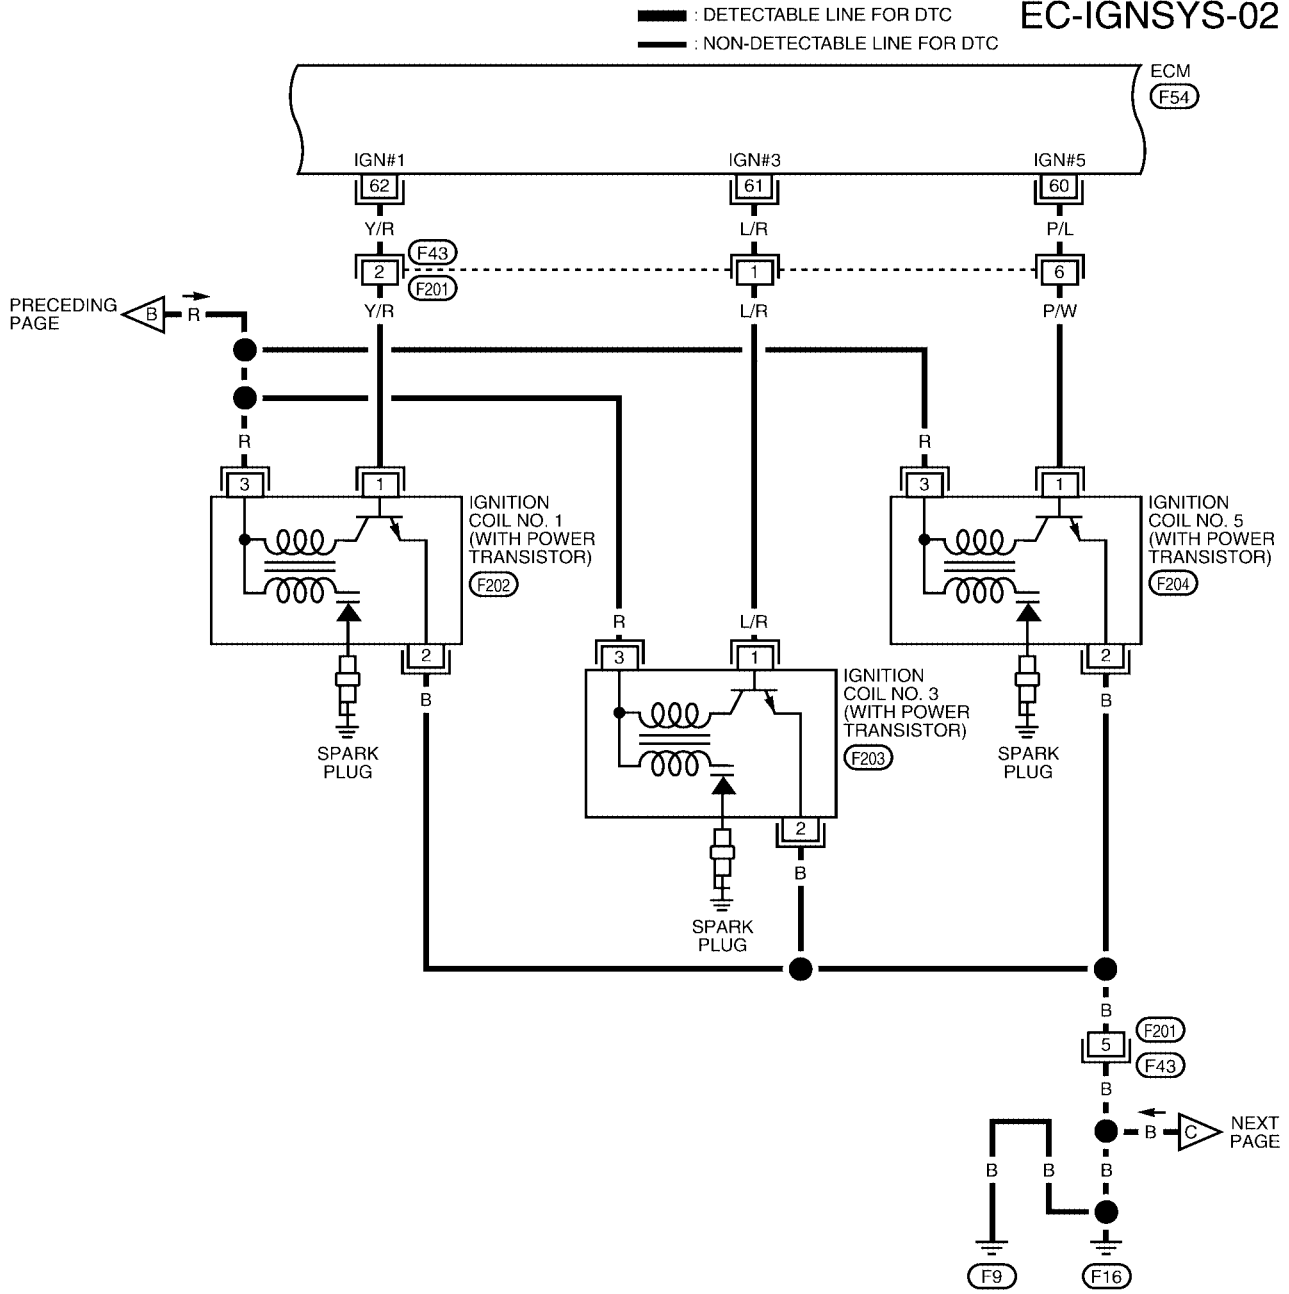 : DETECTABLE LINE FOR DTC
EC-IGNSYS-02
: NON-DETECTABLE LINE FOR DTC
ECM
F54
IGN#1
IGN#3
IGN#5
62
61
60
Y/R
L/R
P/L
F43
2
1
6
F201
Y/R
L/R
P/W
PRECEDING
PAGE
B
R
R
R
3
1
3
1
IGNITION
COIL NO. 1
(WITH POWER
TRANSISTOR)
F202
IGNITION
COIL NO. 5
(WITH POWER
TRANSISTOR)
F204
R
L/R
2
3
1
2
B
B
IGNITION
COIL NO. 3
(WITH POWER
TRANSISTOR)
F203
SPARK
PLUG
SPARK
PLUG
2
B
SPARK
PLUG
B
F201
5
F43
B
B
C
NEXT
PAGE
B
B
B
F9
F16